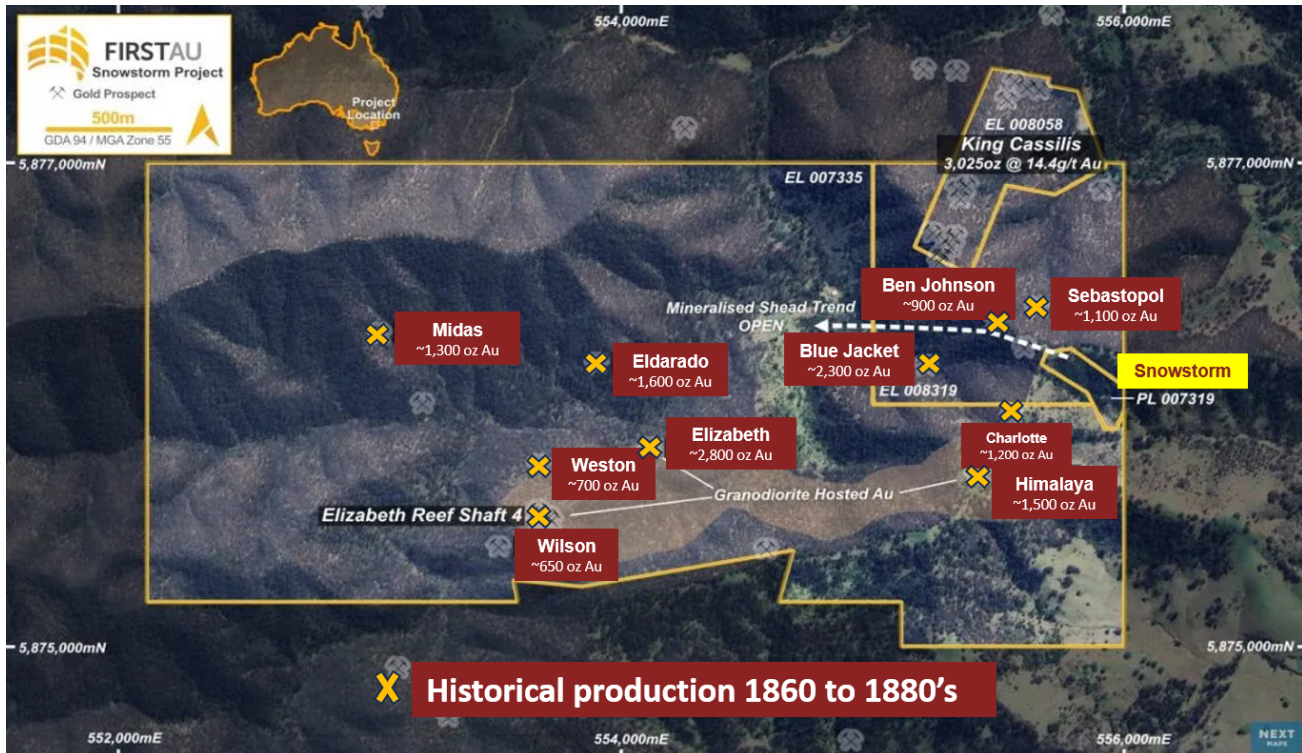 554,000mE
556,000mE
FIRSTAU
Snowstorm Project
Gold Prospect
500m
GDA 94 / MGA Zone 55
Project
Location
EL 008058
King Cassilis
3,025oz @ 14.4g/t Au
5,877,000mN
5,877,000mN
EL 007335
Ben Johnson
~900 oz Au
Sebastopol
~1,100 oz Au
Mineralised Shead Trend
OPEN
Midas
~1,300 oz Au
Eldarado
~1,600 oz Au
Blue Jacket
~2,300 oz Au
EL 008319
Snowstorm
PL 007319
Elizabeth
~2,800 oz Au
Charlotte
~1,200 oz Au
Weston
~700 oz Au
Granodiorite Hosted Au
Himalaya
~1,500 oz Au
Elizabeth Reef Shaft 4
Wilson
~650 oz Au
5,875,000mN
5,875,000mN
Historical production 1860 to 1880's
552,000mE
554,000mE
556,000mE
NEXT
MAPS